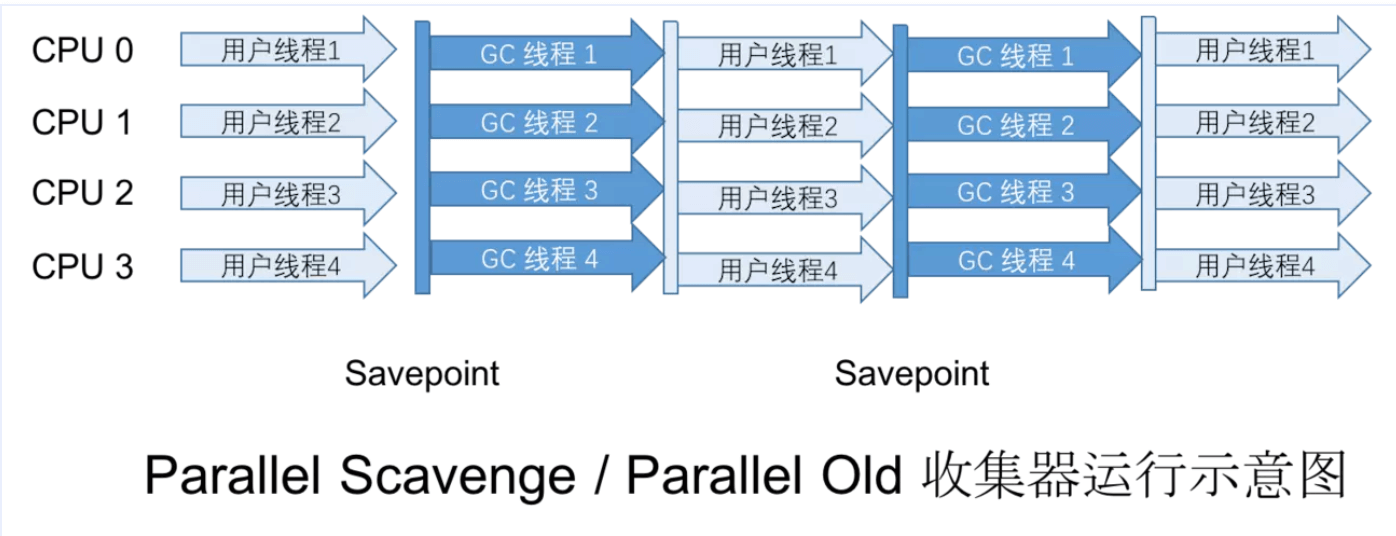 CPU 0 用户线程1 GC 线程 1 用户线程1 GC 线程 1 用户线程1
CPU 1 用户线程2 GC 线程 2 用户线程2 GC 线程 2 用户线程2
CPU 2 用户线程3 GC 线程 3 用户线程3 GC 线程 3 用户线程3
CPU 3 用户线程4 GC 线程 4 用户线程4 GC 线程 4 用户线程4
Savepoint Savepoint
Parallel Scavenge / Parallel Old 收集器运行示意图